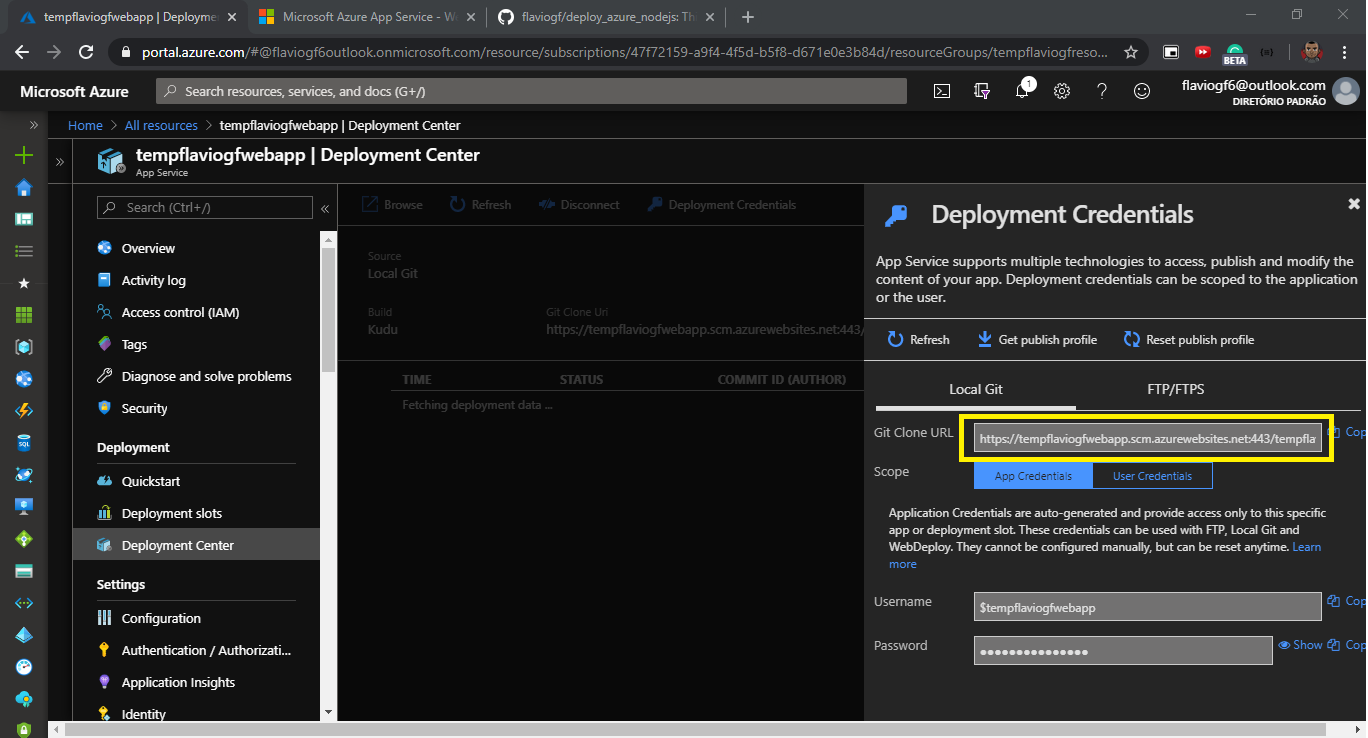 tempflaviogfwebapp | Deployme
Microsoft Azure App Service - We
flaviogf/deploy_azure_nodejs: Th
portal.azure.com/#@flaviogf6outlook.onmicrosoft.com/resource/subscriptions/47f72159-a9f4-4f5d-b5f8-d671e0e3b84d/resourceGroups/tempflaviogfreso...
BETA
Microsoft Azure
Search resources, services, and docs (G+/)
1
flaviogf6@outlook.com
DIRETÓRIO PADRÃO
Home > All resources > tempflaviogfwebapp | Deployment Center
tempflaviogfwebapp | Deployment Center
App Service
Search (Ctrl+/)
Overview
Activity log
Access control (IAM)
Tags
Diagnose and solve problems
Security
Deployment
Quickstart
Deployment slots
Deployment Center
Settings
Configuration
Authentication / Authorizati...
Application Insights
Identity
SQL
Browse
Refresh
Disconnect
Deployment Credentials
Source
Local Git
Build
Kudu
Git Clone Uri
https://tempflaviogfwebapp.scm.azurewebsites.net:443/
TIME STATUS COMMIT ID (AUTHOR)
Fetching deployment data ...
Deployment Credentials
App Service supports multiple technologies to access, publish and modify the
content of your app. Deployment credentials can be scoped to the application
or the user.
Refresh
Get publish profile
Reset publish profile
Local Git
FTP/FTPS
Git Clone URL
https://tempflaviogfwebapp.scm.azurewebsites.net:443/tempfla
Cop
Scope
App Credentials
User Credentials
Application Credentials are auto-generated and provide access only to this specific
app or deployment slot. These credentials can be used with FTP, Local Git and
WebDeploy. They cannot be configured manually, but can be reset anytime. Learn
more
Username
$tempflaviogfwebapp
Cop
Password
●●●●●●●●●●●●●●●
Show
Cop